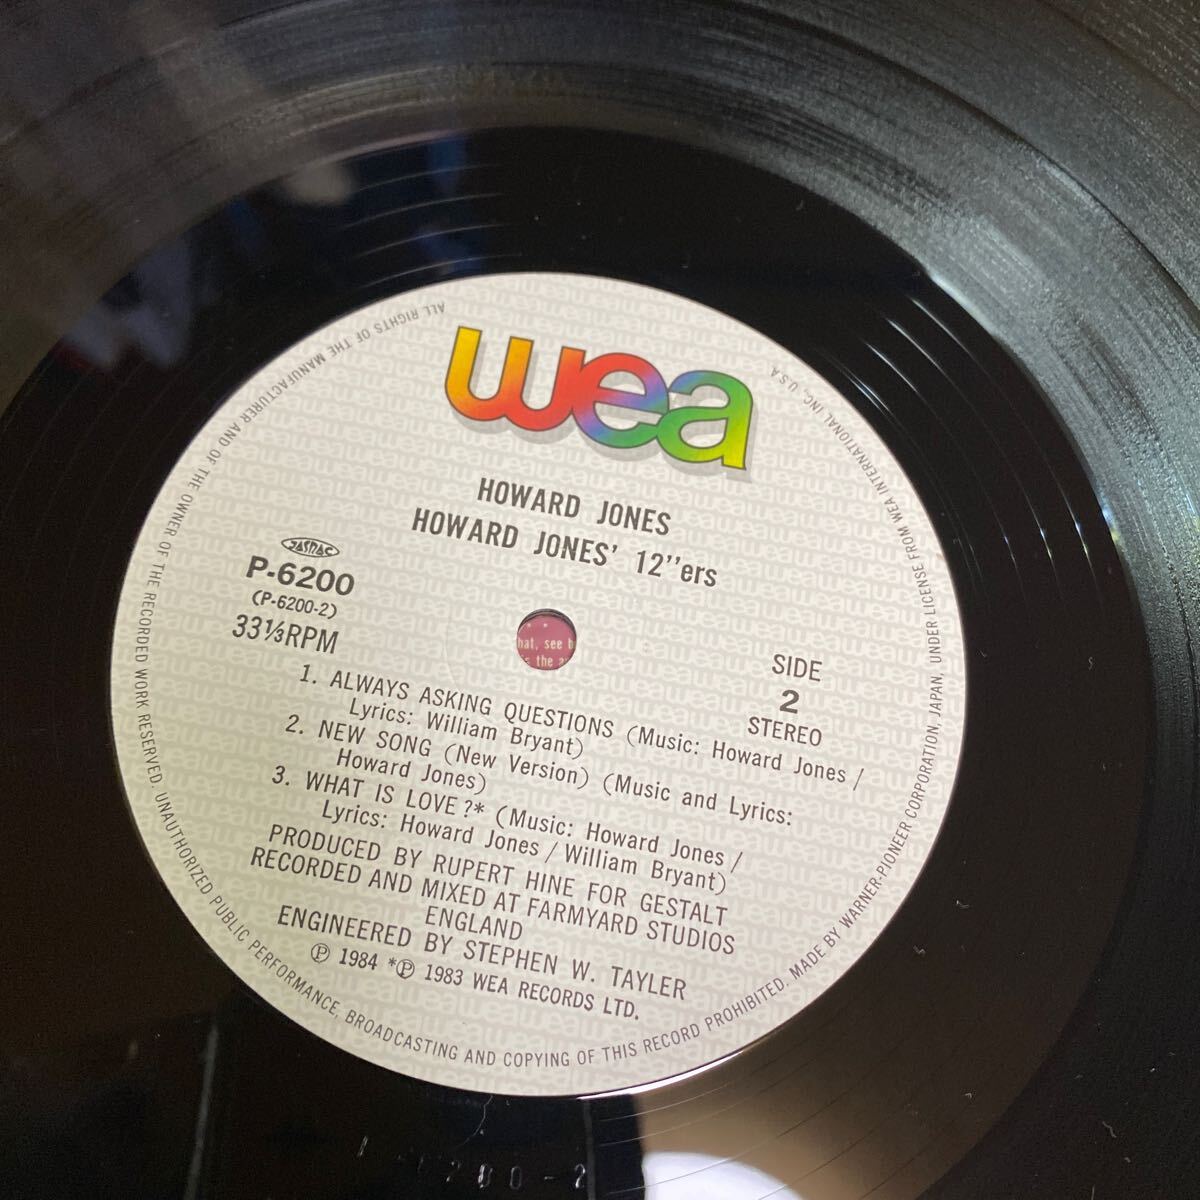 wea
HOWARD JONES
HOWARD JONES' 12''ers
JASRAC
P-6200
(P-6200-2)
33⅓RPM
SIDE
2
STEREO
1. ALWAYS ASKING QUESTIONS (Music: Howard Jones /
Lyrics: William Bryant)
2. NEW SONG (New Version) (Music and Lyrics:
Howard Jones)
3. WHAT IS LOVE?* (Music: Howard Jones /
Lyrics: Howard Jones / William Bryant)
PRODUCED BY RUPERT HINE FOR GESTALT
RECORDED AND MIXED AT FARMYARD STUDIOS
ENGLAND
ENGINEERED BY STEPHEN W. TAYLER
℗ 1984 *℗ 1983 WEA RECORDS LTD.
ALL RIGHTS OF THE MANUFACTURER AND OF THE OWNER OF THE RECORDED WORK RESERVED. UNAUTHORIZED PUBLIC PERFORMANCE, BROADCASTING AND COPYING OF THIS RECORD PROHIBITED. MADE BY WARNER-PIONEER CORPORATION, JAPAN, UNDER LICENSE FROM WEA INTERNATIONAL INC. U.S.A.
hat, see b
s the a